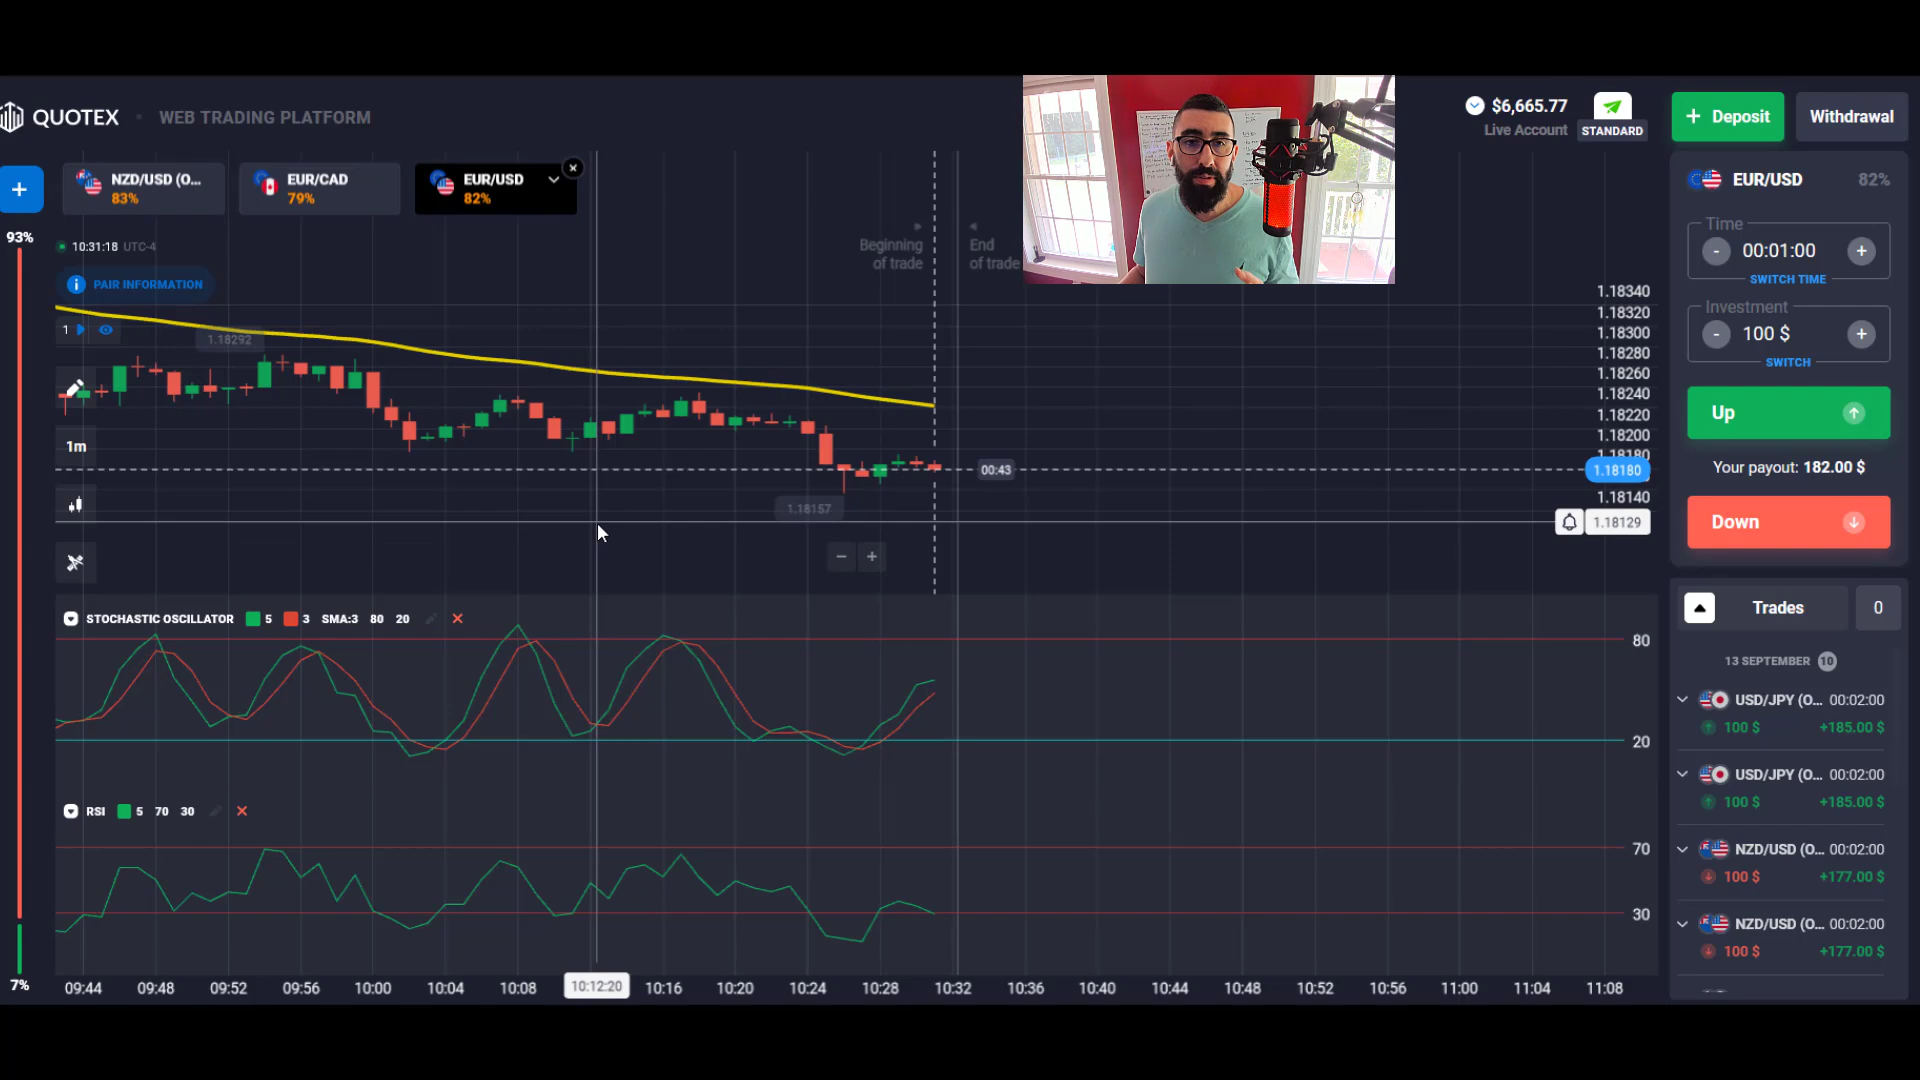 QUOTEX
WEB TRADING PLATFORM
$6,665.77
Live Account
STANDARD
+ Deposit
Withdrawal
+
NZD/USD (O...
83%
EUR/CAD
79%
EUR/USD
82%
93%
10:31:18 UTC-4
PAIR INFORMATION
1
1.18292
1m
Beginning
of trade
End
of trade
00:43
1.18157
1.18340
1.18320
1.18300
1.18280
1.18260
1.18240
1.18220
1.18200
1.18180
1.18180
1.18140
1.18129
EUR/USD 82%
Time
- 00:01:00 +
SWITCH TIME
Investment
- 100 $ +
SWITCH
Up
Your payout: 182.00 $
Down
STOCHASTIC OSCILLATOR 5 3 SMA:3 80 20
80
20
RSI 5 70 30
70
30
7%
09:44 09:48 09:52 09:56 10:00 10:04 10:08 10:12:20 10:16 10:20 10:24 10:28 10:32 10:36 10:40 10:44 10:48 10:52 10:56 11:00 11:04 11:08
Trades 0
13 SEPTEMBER 10
USD/JPY (O... 00:02:00
100 $ +185.00 $
USD/JPY (O... 00:02:00
100 $ +185.00 $
NZD/USD (O... 00:02:00
100 $ +177.00 $
NZD/USD (O... 00:02:00
100 $ +177.00 $